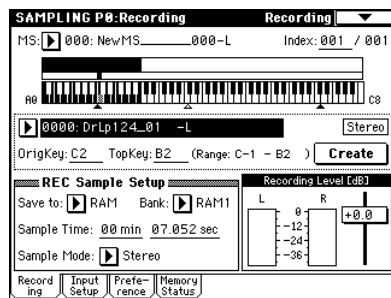 SAMPLING P0:Recording Recording
MS: 000: NewMS______000-L Index: 001 / 001
A0 C8
0000: DrLp124_01 -L Stereo
OrigKey: C2 TopKey: B2 (Range: C-1 - B2 ) Create
REC Sample Setup Recording Level [dB]
Save to: RAM Bank: RAM1 L R
Sample Time: 00 min 07.052 sec 0 +0.0
-12
-24
Sample Mode: Stereo -36
Record ing Input Setup Prefe- rence Memory Status